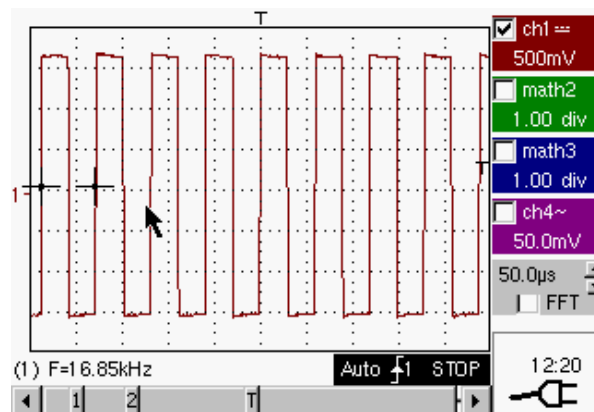 T
ch1
500mV
math2
1.00 div
math3
1.00 div
ch4~
50.0mV
50.0µs
FFT
T
1
(1) F=16.85kHz
Auto 1 STOP
12:20
1 2 T